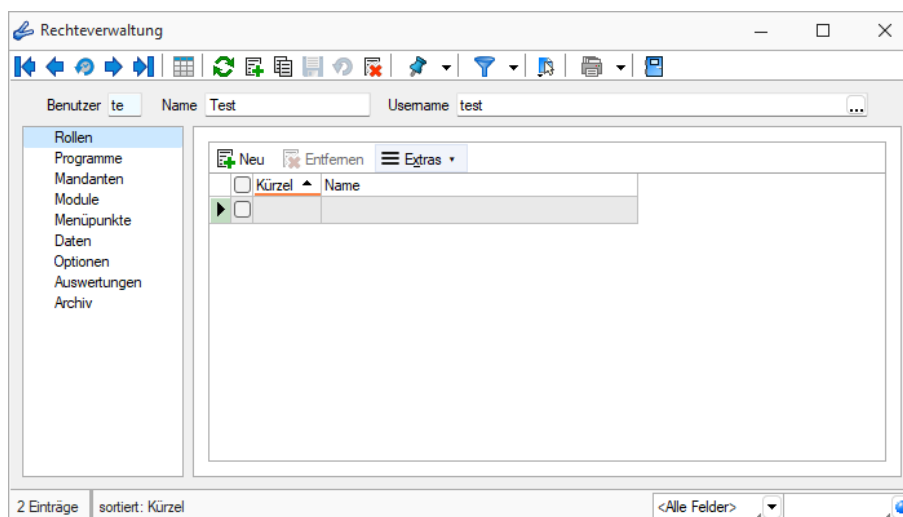 Rechteverwaltung
Benutzer te Name Test Username test ...
Rollen
Programme
Mandanten
Module
Menüpunkte
Daten
Optionen
Auswertungen
Archiv
Neu Entfernen Extras
Kürzel Name
2 Einträge sortiert: Kürzel <Alle Felder>